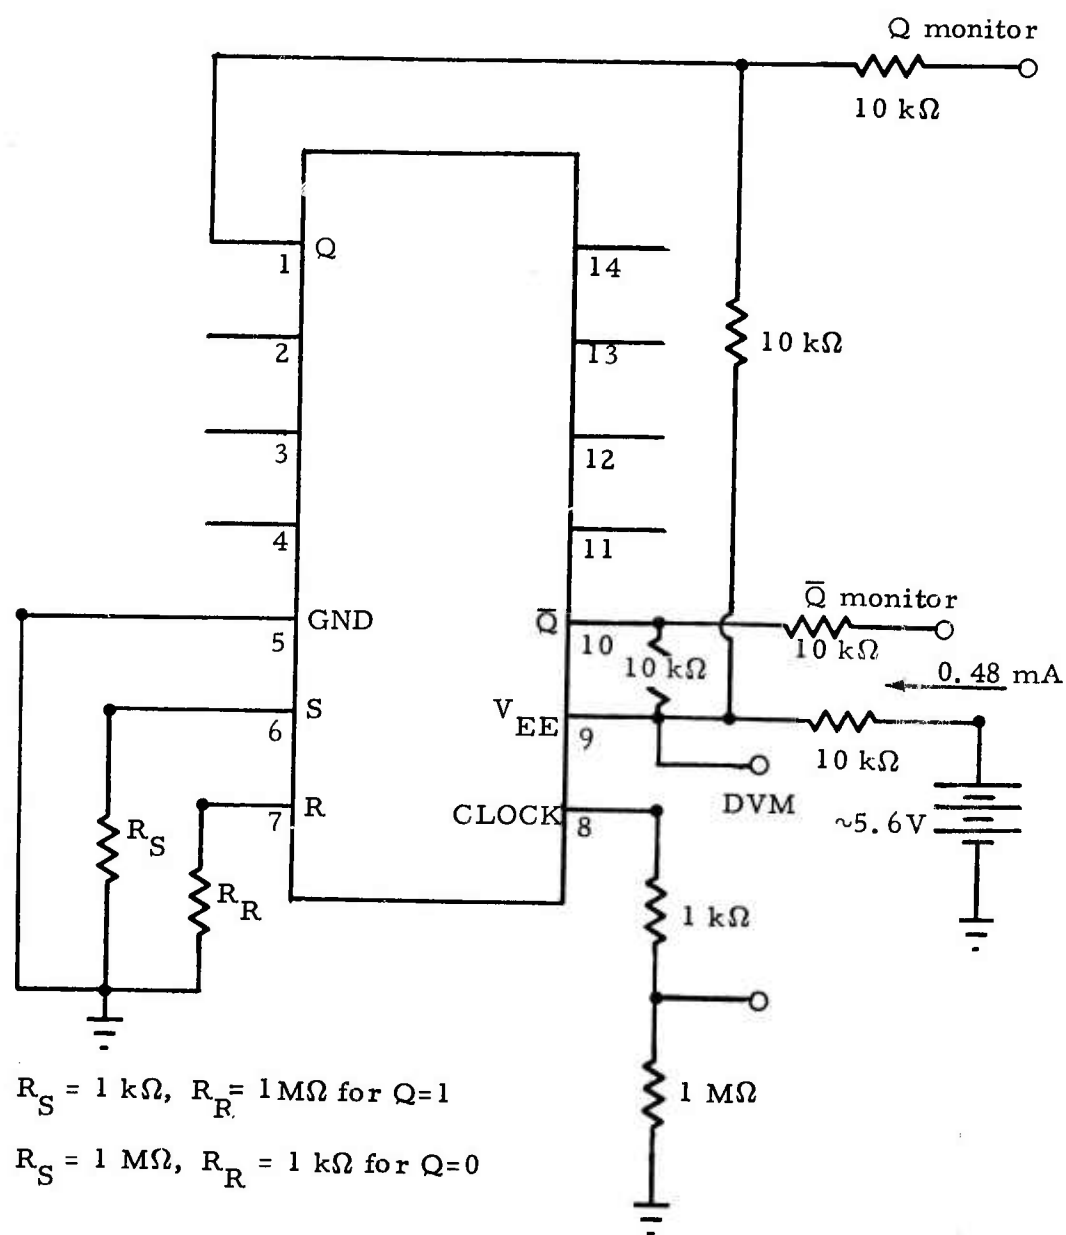 Q monitor
10 kΩ
Q
1
14
2
13
10 kΩ
3
12
4
11
GND
5
Q̅
10
Q̅ monitor
10 kΩ
10 kΩ
0.48 mA
S
6
VEE
9
10 kΩ
DVM
R
7
CLOCK
8
~5.6V
RS
RR
1 kΩ
1 MΩ
RS = 1 kΩ, RR = 1 MΩ for Q=1
RS = 1 MΩ, RR = 1 kΩ for Q=0